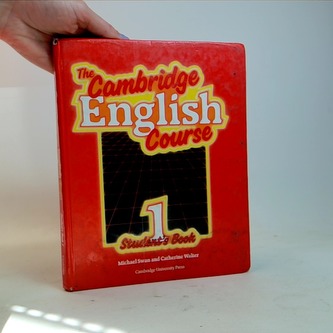 The
Cambridge
English
Course
1
Student's Book
Michael Swan and Catherine Walter
Cambridge University Press